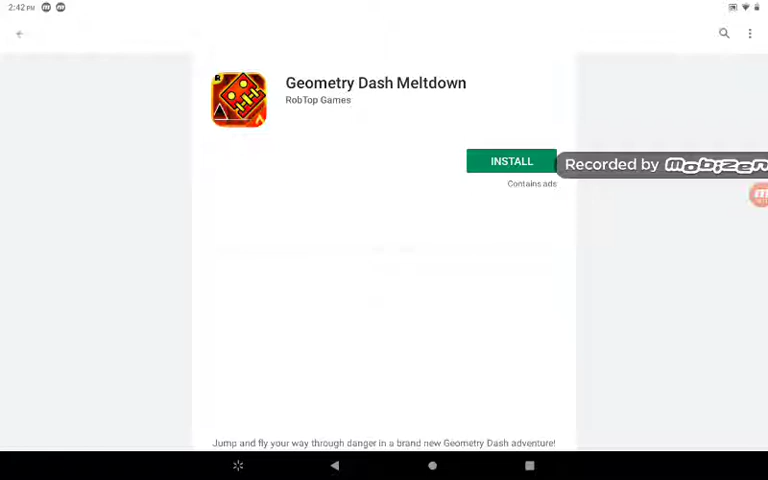 2:42 PM
Geometry Dash Meltdown
RobTop Games
INSTALL
Recorded by mobizen
Contains ads
Jump and fly your way through danger in a brand new Geometry Dash adventure!